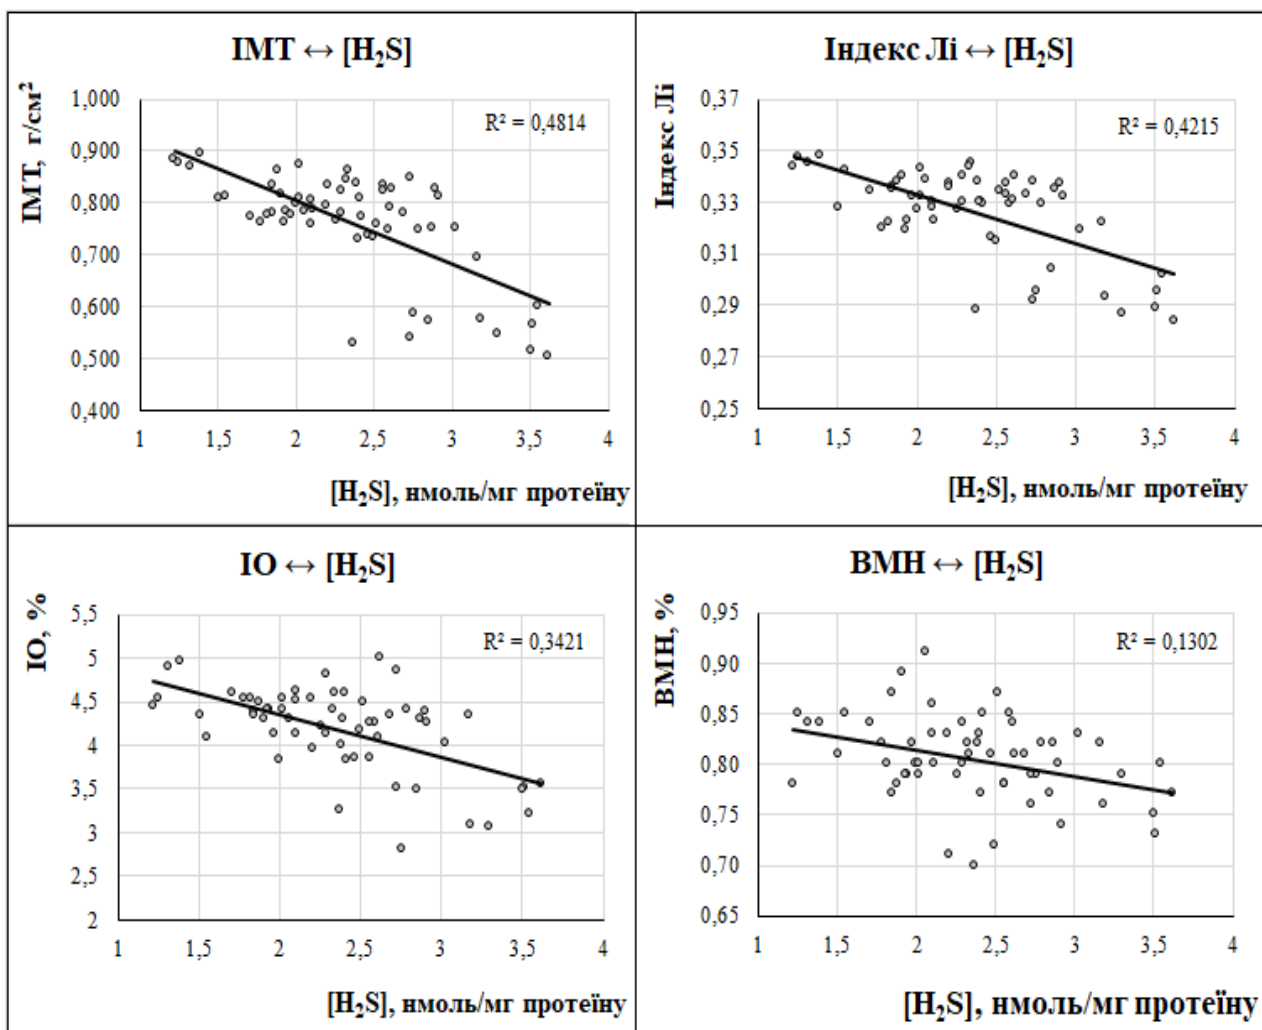 ІМТ ↔ [H₂S]
ІМТ, г/см²
R² = 0,4814
1,000
0,900
0,800
0,700
0,600
0,500
0,400
1 1,5 2 2,5 3 3,5 4
[H₂S], нмоль/мг протеїну
Індекс Лі ↔ [H₂S]
Індекс Лі
R² = 0,4215
0,37
0,35
0,33
0,31
0,29
0,27
0,25
1 1,5 2 2,5 3 3,5 4
[H₂S], нмоль/мг протеїну
ІО ↔ [H₂S]
ІО, %
R² = 0,3421
5,5
5
4,5
4
3,5
3
2,5
2
1 1,5 2 2,5 3 3,5 4
[H₂S], нмоль/мг протеїну
ВМН ↔ [H₂S]
ВМН, %
R² = 0,1302
0,95
0,90
0,85
0,80
0,75
0,70
0,65
1 1,5 2 2,5 3 3,5 4
[H₂S], нмоль/мг протеїну